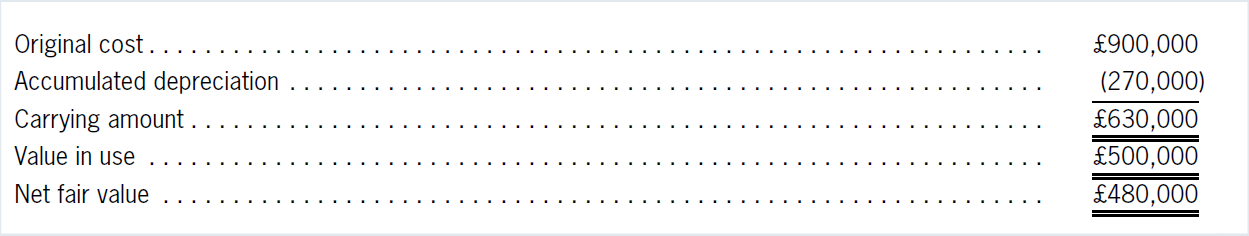 Original cost . . . . . . . . . . . . . . . . . . . . . . . . . . . . . . . . . . . . . . . . . . . . . . . . . . . . . . . . . . . . . . . . £900,000
Accumulated depreciation . . . . . . . . . . . . . . . . . . . . . . . . . . . . . . . . . . . . . . . . . . . . . . . . . . . . . . (270,000)
Carrying amount . . . . . . . . . . . . . . . . . . . . . . . . . . . . . . . . . . . . . . . . . . . . . . . . . . . . . . . . . . . . . £630,000
Value in use . . . . . . . . . . . . . . . . . . . . . . . . . . . . . . . . . . . . . . . . . . . . . . . . . . . . . . . . . . . . . . . . £500,000
Net fair value . . . . . . . . . . . . . . . . . . . . . . . . . . . . . . . . . . . . . . . . . . . . . . . . . . . . . . . . . . . . . . . £480,000